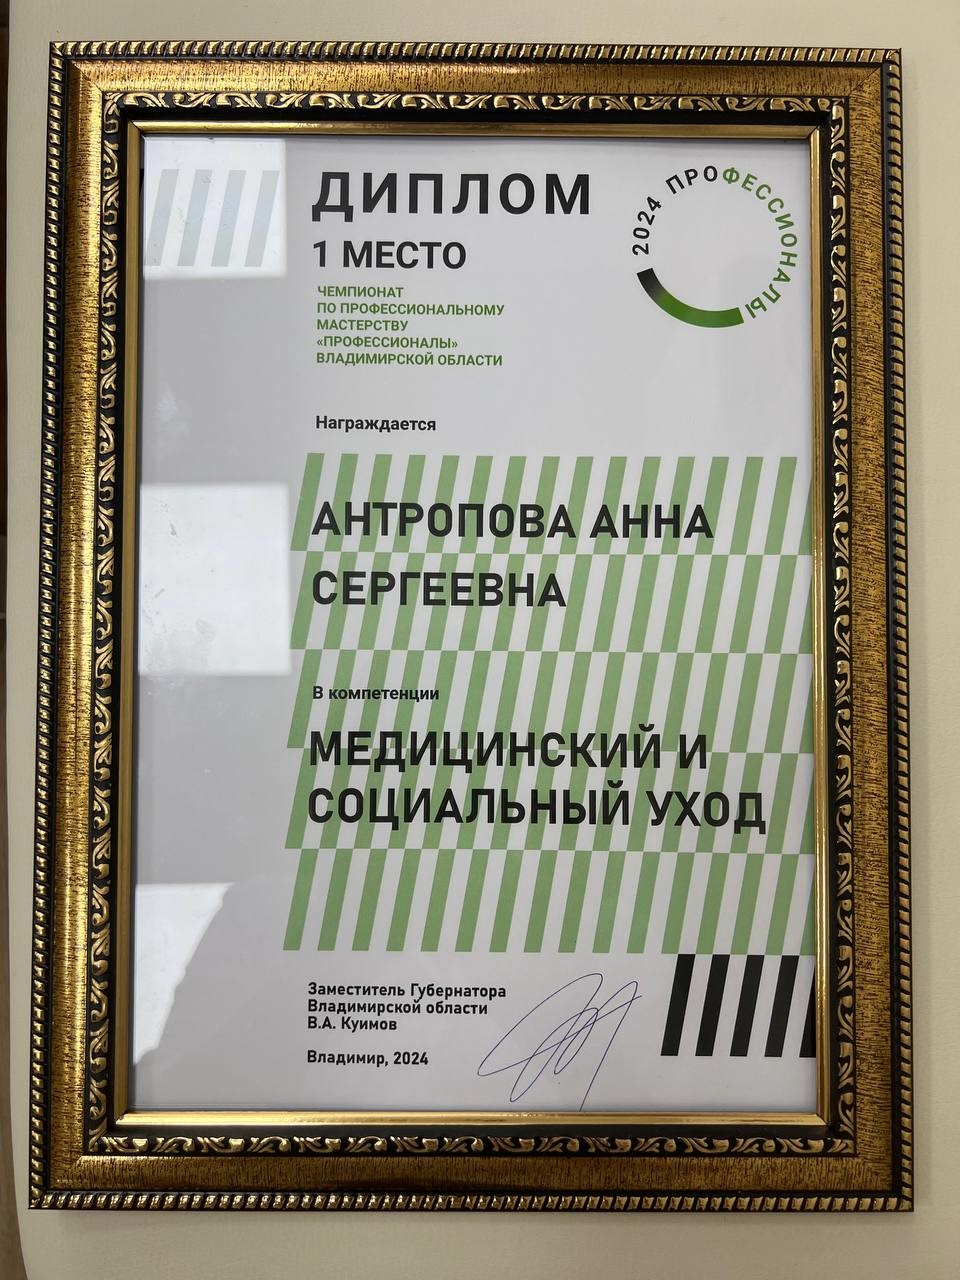 ДИПЛОМ
1 МЕСТО
ЧЕМПИОНАТ
ПО ПРОФЕССИОНАЛЬНОМУ
МАСТЕРСТВУ
«ПРОФЕССИОНАЛЫ»
ВЛАДИМИРСКОЙ ОБЛАСТИ
2024 ПРОФЕССИОНАЛЫ
Награждается
АНТРОПОВА АННА
СЕРГЕЕВНА
В компетенции
МЕДИЦИНСКИЙ И
СОЦИАЛЬНЫЙ УХОД
Заместитель Губернатора
Владимирской области
В.А. Куимов
Владимир, 2024